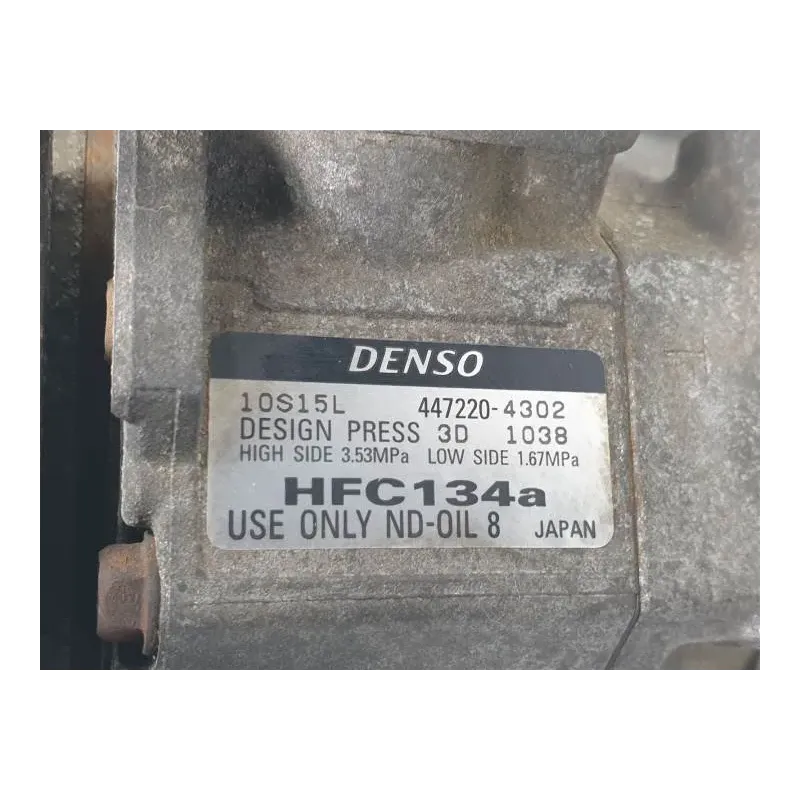 DENSO
10S15L 447220-4302
DESIGN PRESS 3D 1038
HIGH SIDE 3.53MPa LOW SIDE 1.67MPa
HFC134a
USE ONLY ND-OIL 8 JAPAN